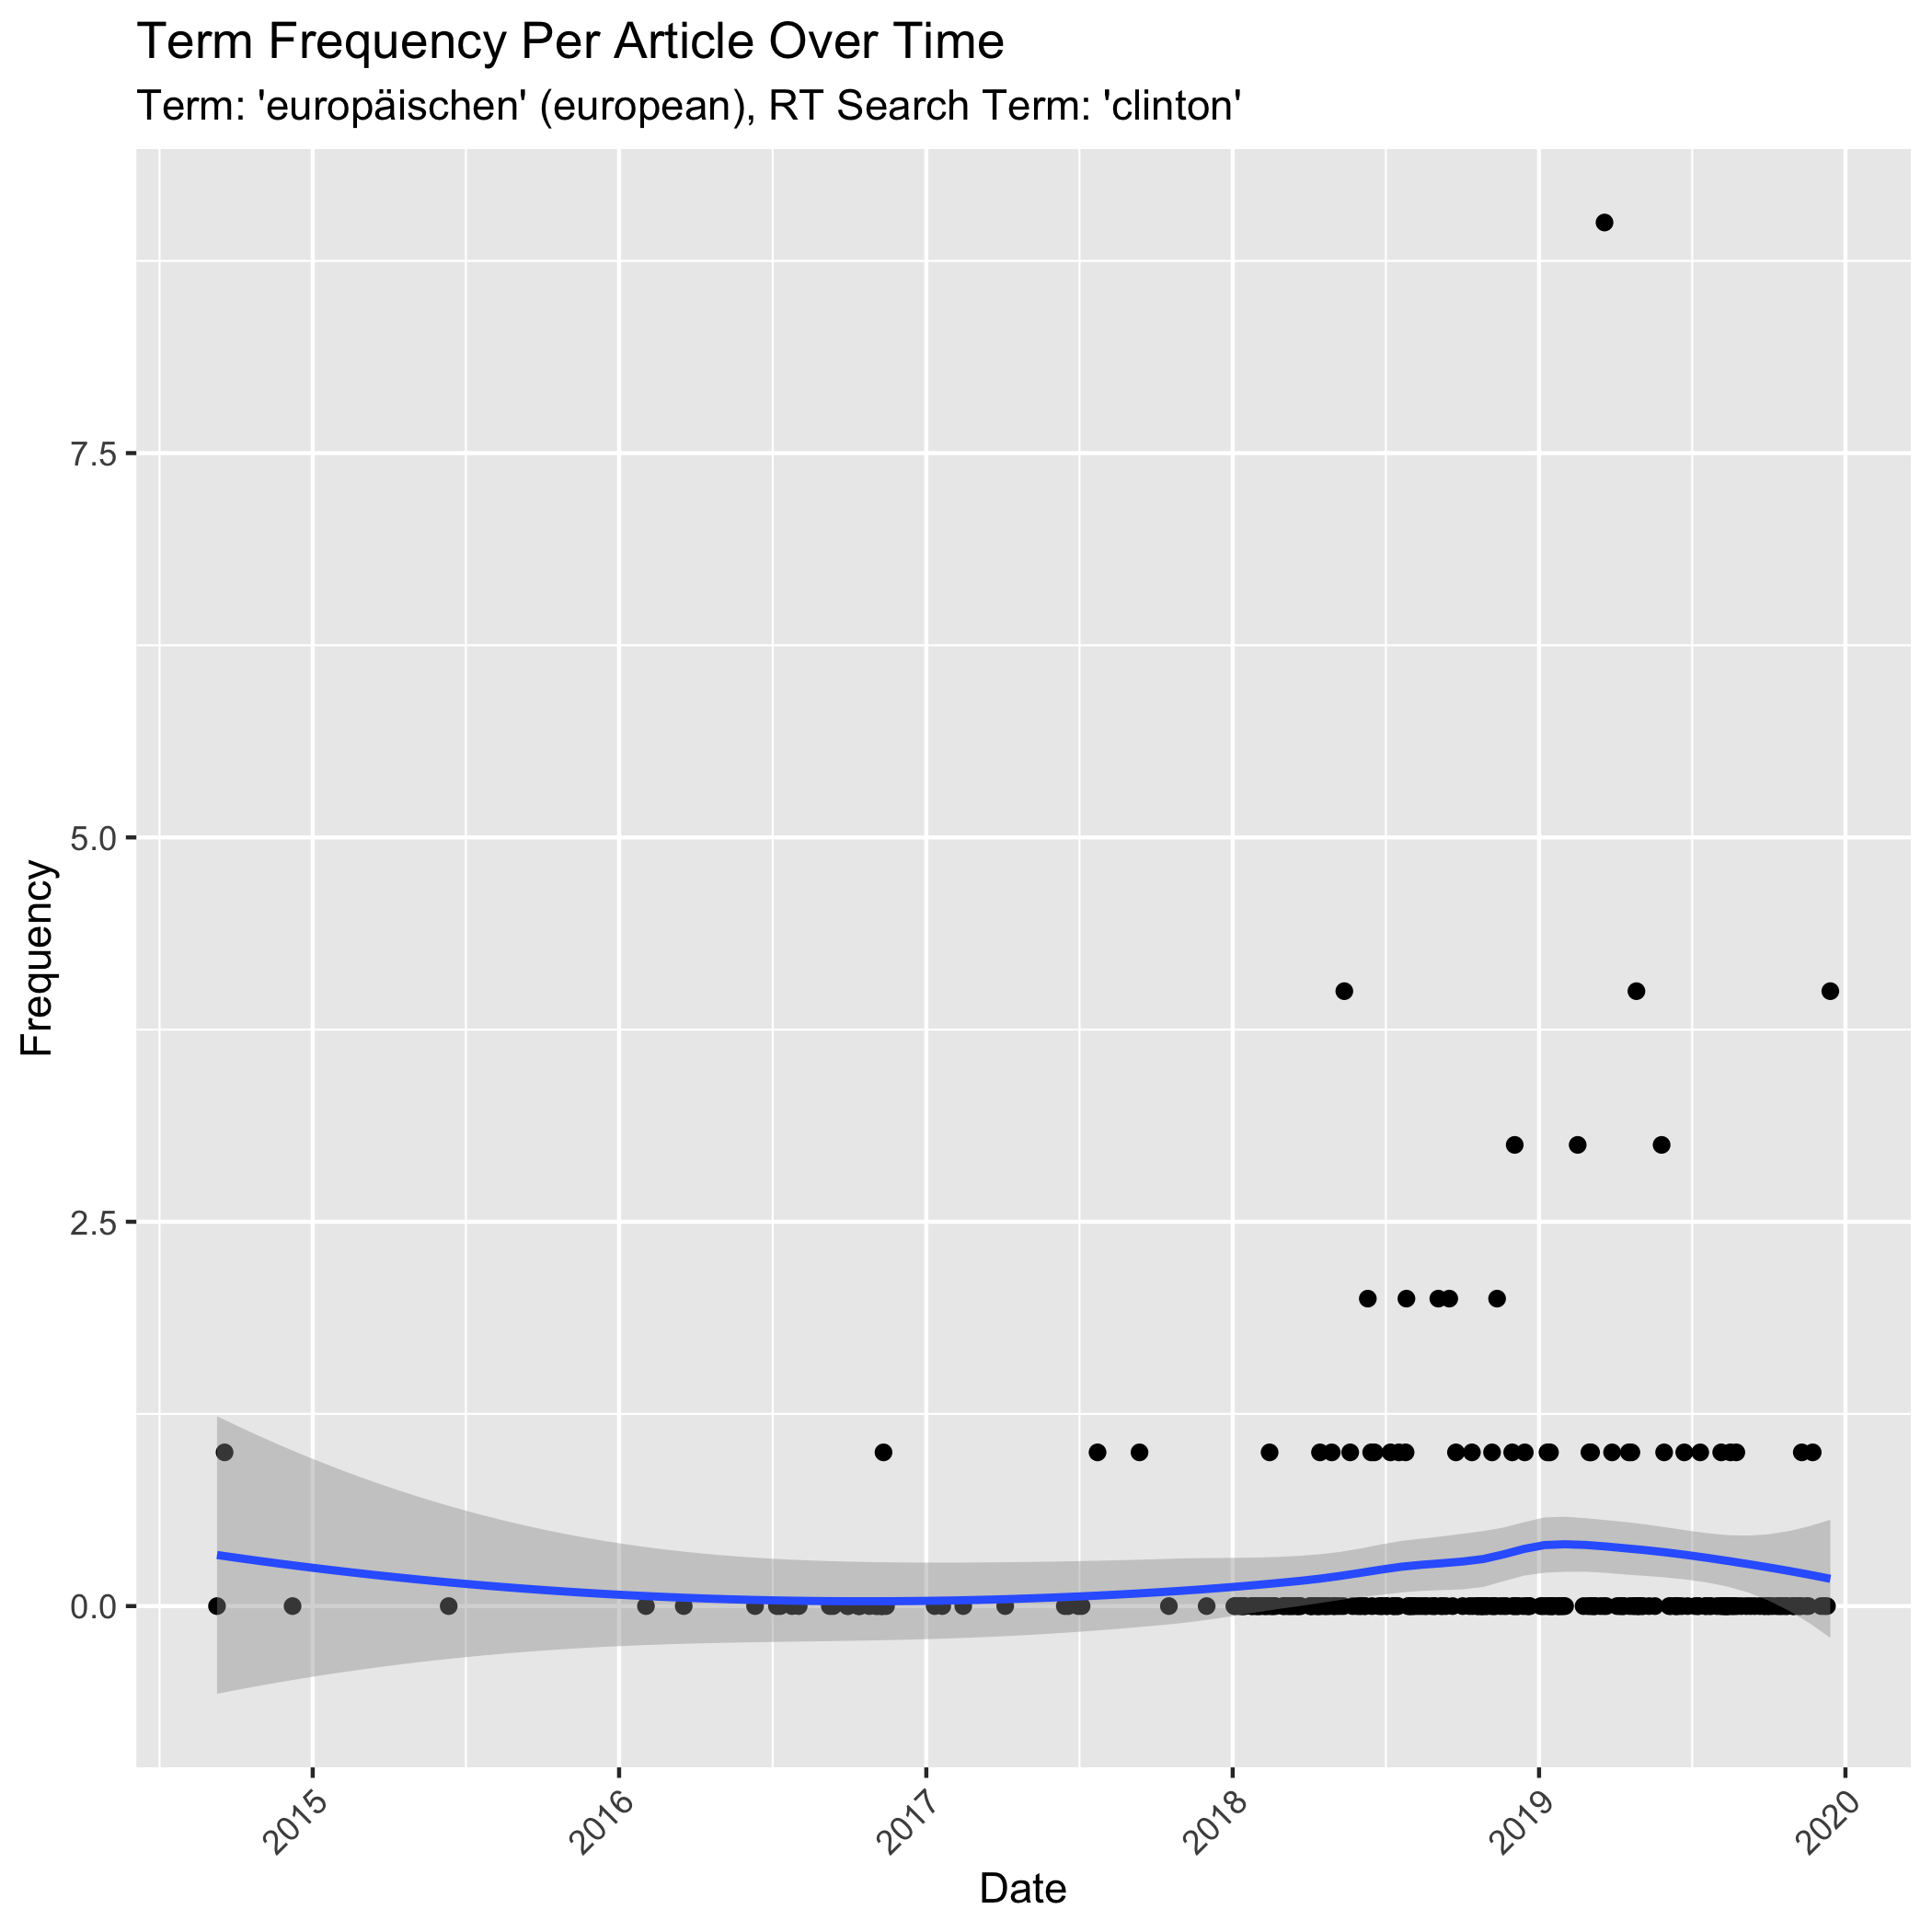 Term Frequency Per Article Over Time
Term: 'europäischen' (european), RT Search Term: 'clinton'
Frequency
7.5
5.0
2.5
0.0
2015
2016
2017
2018
2019
2020
Date